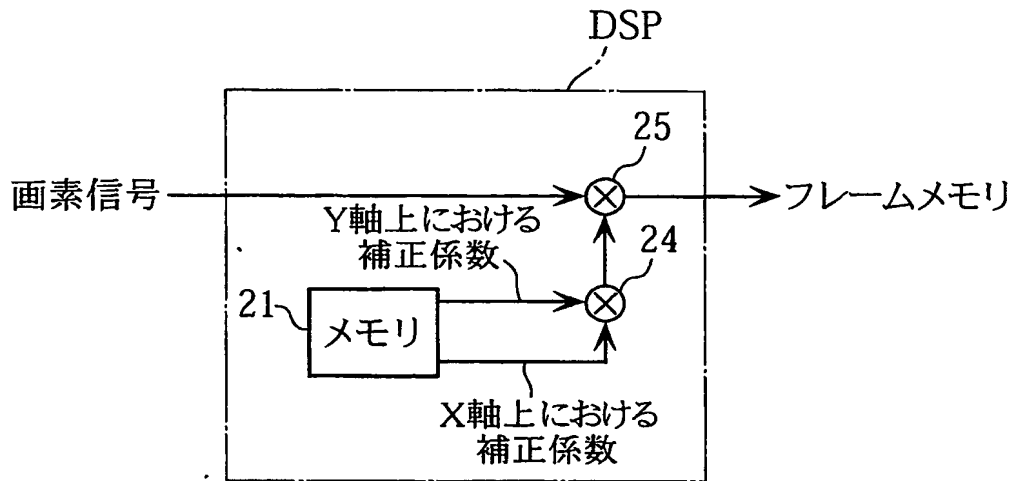 DSP
25
画素信号
フレームメモリ
Y軸上における
補正係数
24
21
メモリ
X軸上における
補正係数